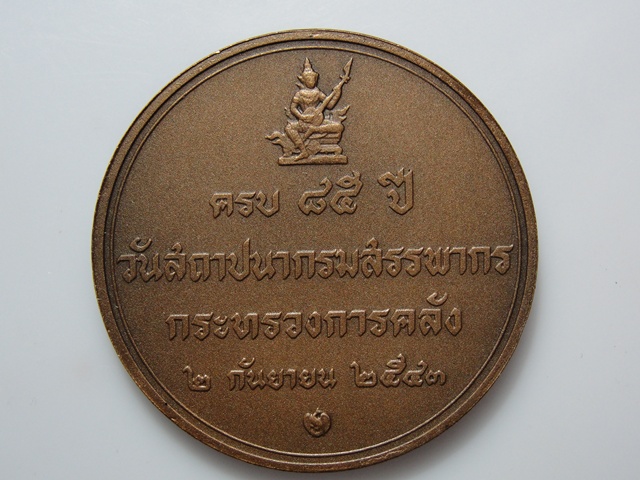 ครบ ๘๕ ปี
วันสถาปนากรมสรรพากร
กระทรวงการคลัง
๒ กันยายน ๒๕๔๓